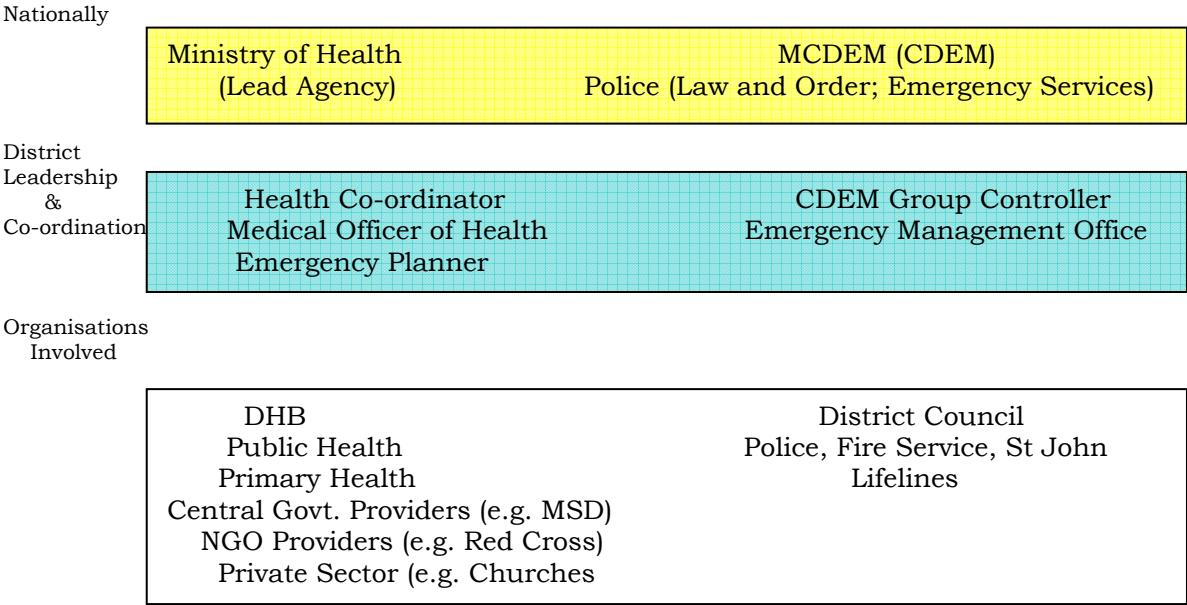 Nationally
Ministry of Health MCDEM (CDEM)
(Lead Agency) Police (Law and Order; Emergency Services)
District
Leadership
&
Co-ordination
Health Co-ordinator CDEM Group Controller
Medical Officer of Health Emergency Management Office
Emergency Planner
Organisations
Involved
DHB District Council
Public Health Police, Fire Service, St John
Primary Health Lifelines
Central Govt. Providers (e.g. MSD)
NGO Providers (e.g. Red Cross)
Private Sector (e.g. Churches